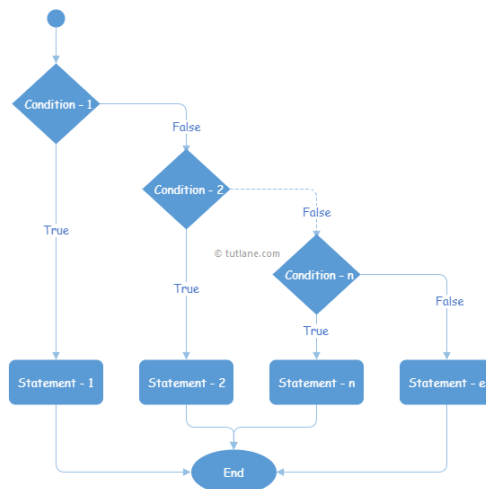 Condition - 1
False
Condition - 2
False
True
© tutlane.com
Condition - n
True
False
True
Statement - 1
Statement - 2
Statement - n
Statement - e
End